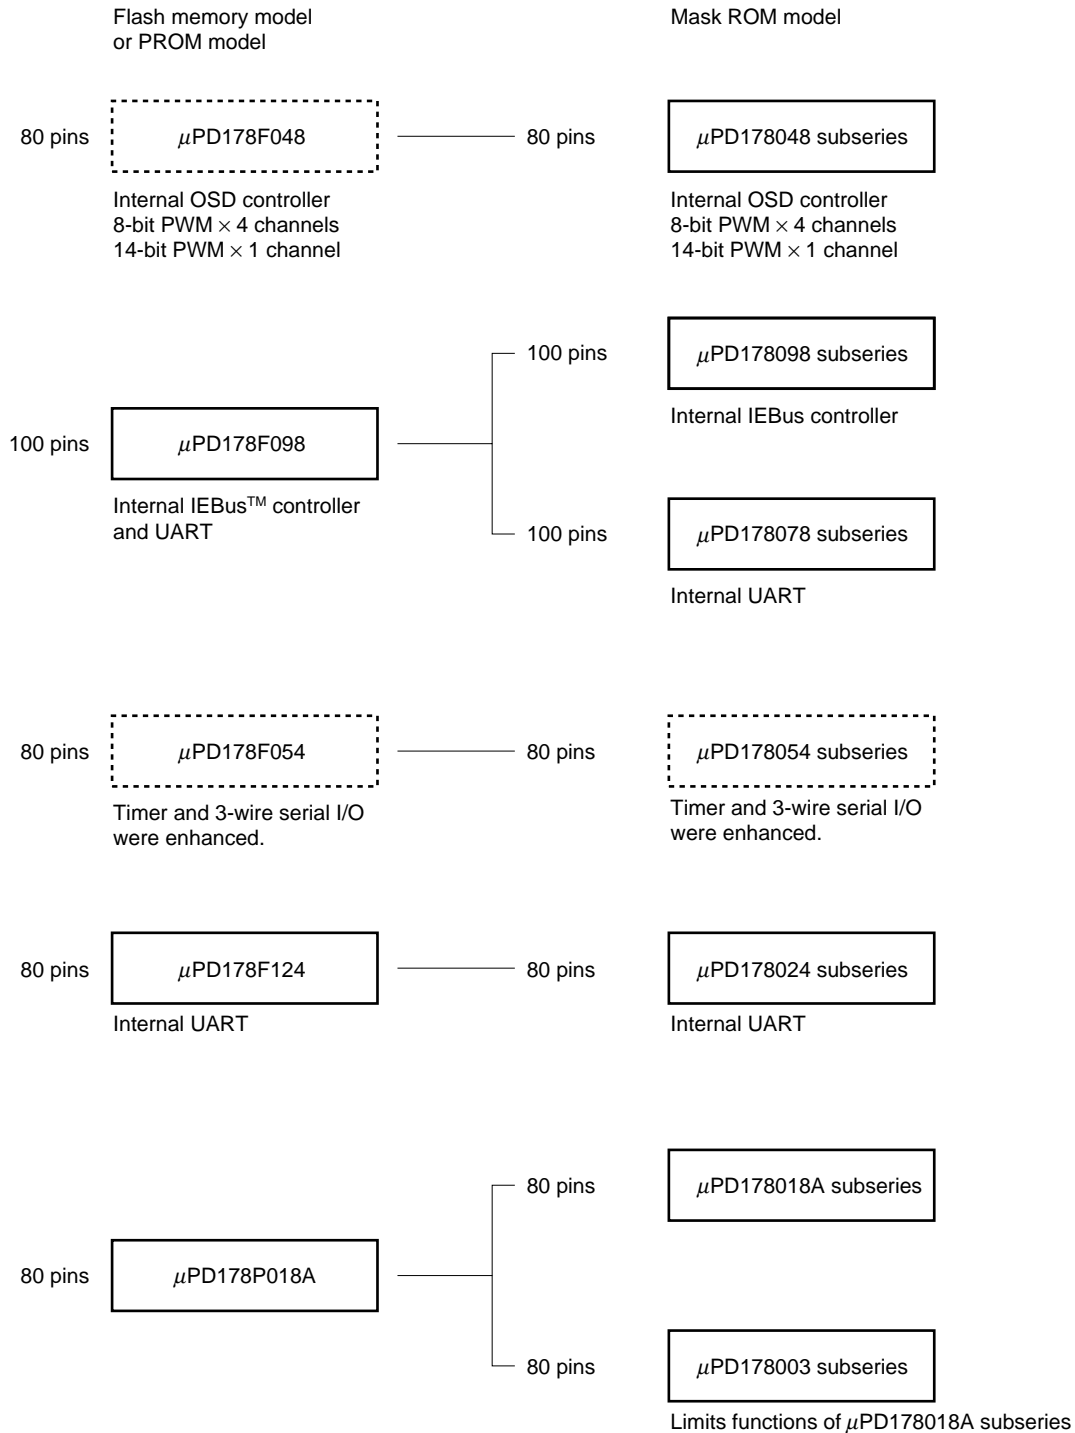 Flash memory model
or PROM model
Mask ROM model
80 pins
μPD178F048
80 pins
μPD178048 subseries
Internal OSD controller
8-bit PWM × 4 channels
14-bit PWM × 1 channel
Internal OSD controller
8-bit PWM × 4 channels
14-bit PWM × 1 channel
100 pins
μPD178F098
Internal IEBus™ controller
and UART
100 pins
μPD178098 subseries
Internal IEBus controller
100 pins
μPD178078 subseries
Internal UART
80 pins
μPD178F054
80 pins
μPD178054 subseries
Timer and 3-wire serial I/O
were enhanced.
Timer and 3-wire serial I/O
were enhanced.
80 pins
μPD178F124
80 pins
μPD178024 subseries
Internal UART
Internal UART
80 pins
μPD178P018A
80 pins
μPD178018A subseries
80 pins
μPD178003 subseries
Limits functions of μPD178018A subseries